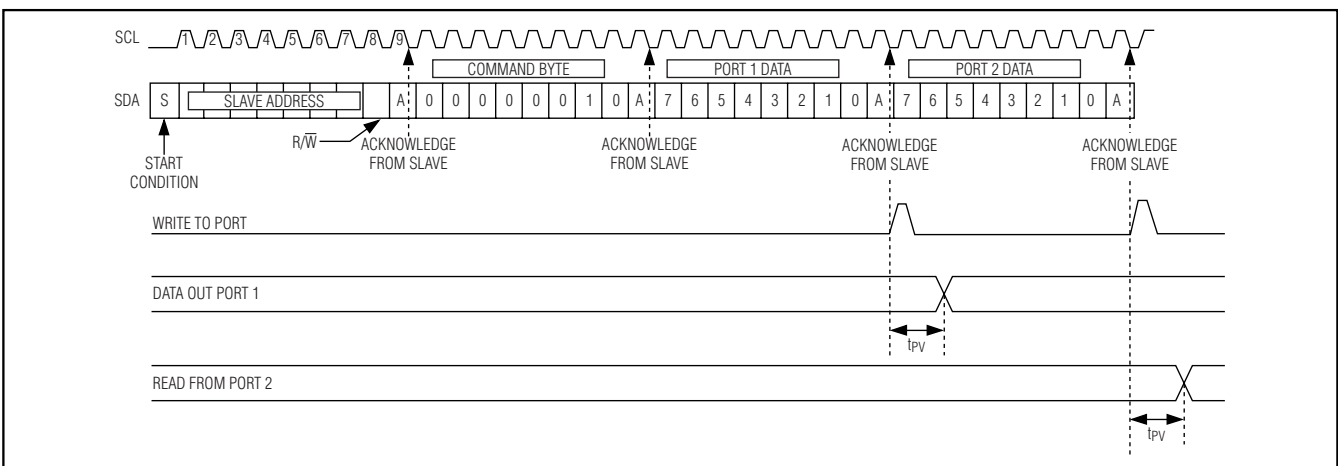 SCL 1 2 3 4 5 6 7 8 9
COMMAND BYTE PORT 1 DATA PORT 2 DATA
SDA S SLAVE ADDRESS A 0 0 0 0 0 0 1 0 A 7 6 5 4 3 2 1 0 A 7 6 5 4 3 2 1 0 A
R/W̅
START
CONDITION
ACKNOWLEDGE
FROM SLAVE
ACKNOWLEDGE
FROM SLAVE
ACKNOWLEDGE
FROM SLAVE
ACKNOWLEDGE
FROM SLAVE
WRITE TO PORT
DATA OUT PORT 1
tPV
READ FROM PORT 2
tPV